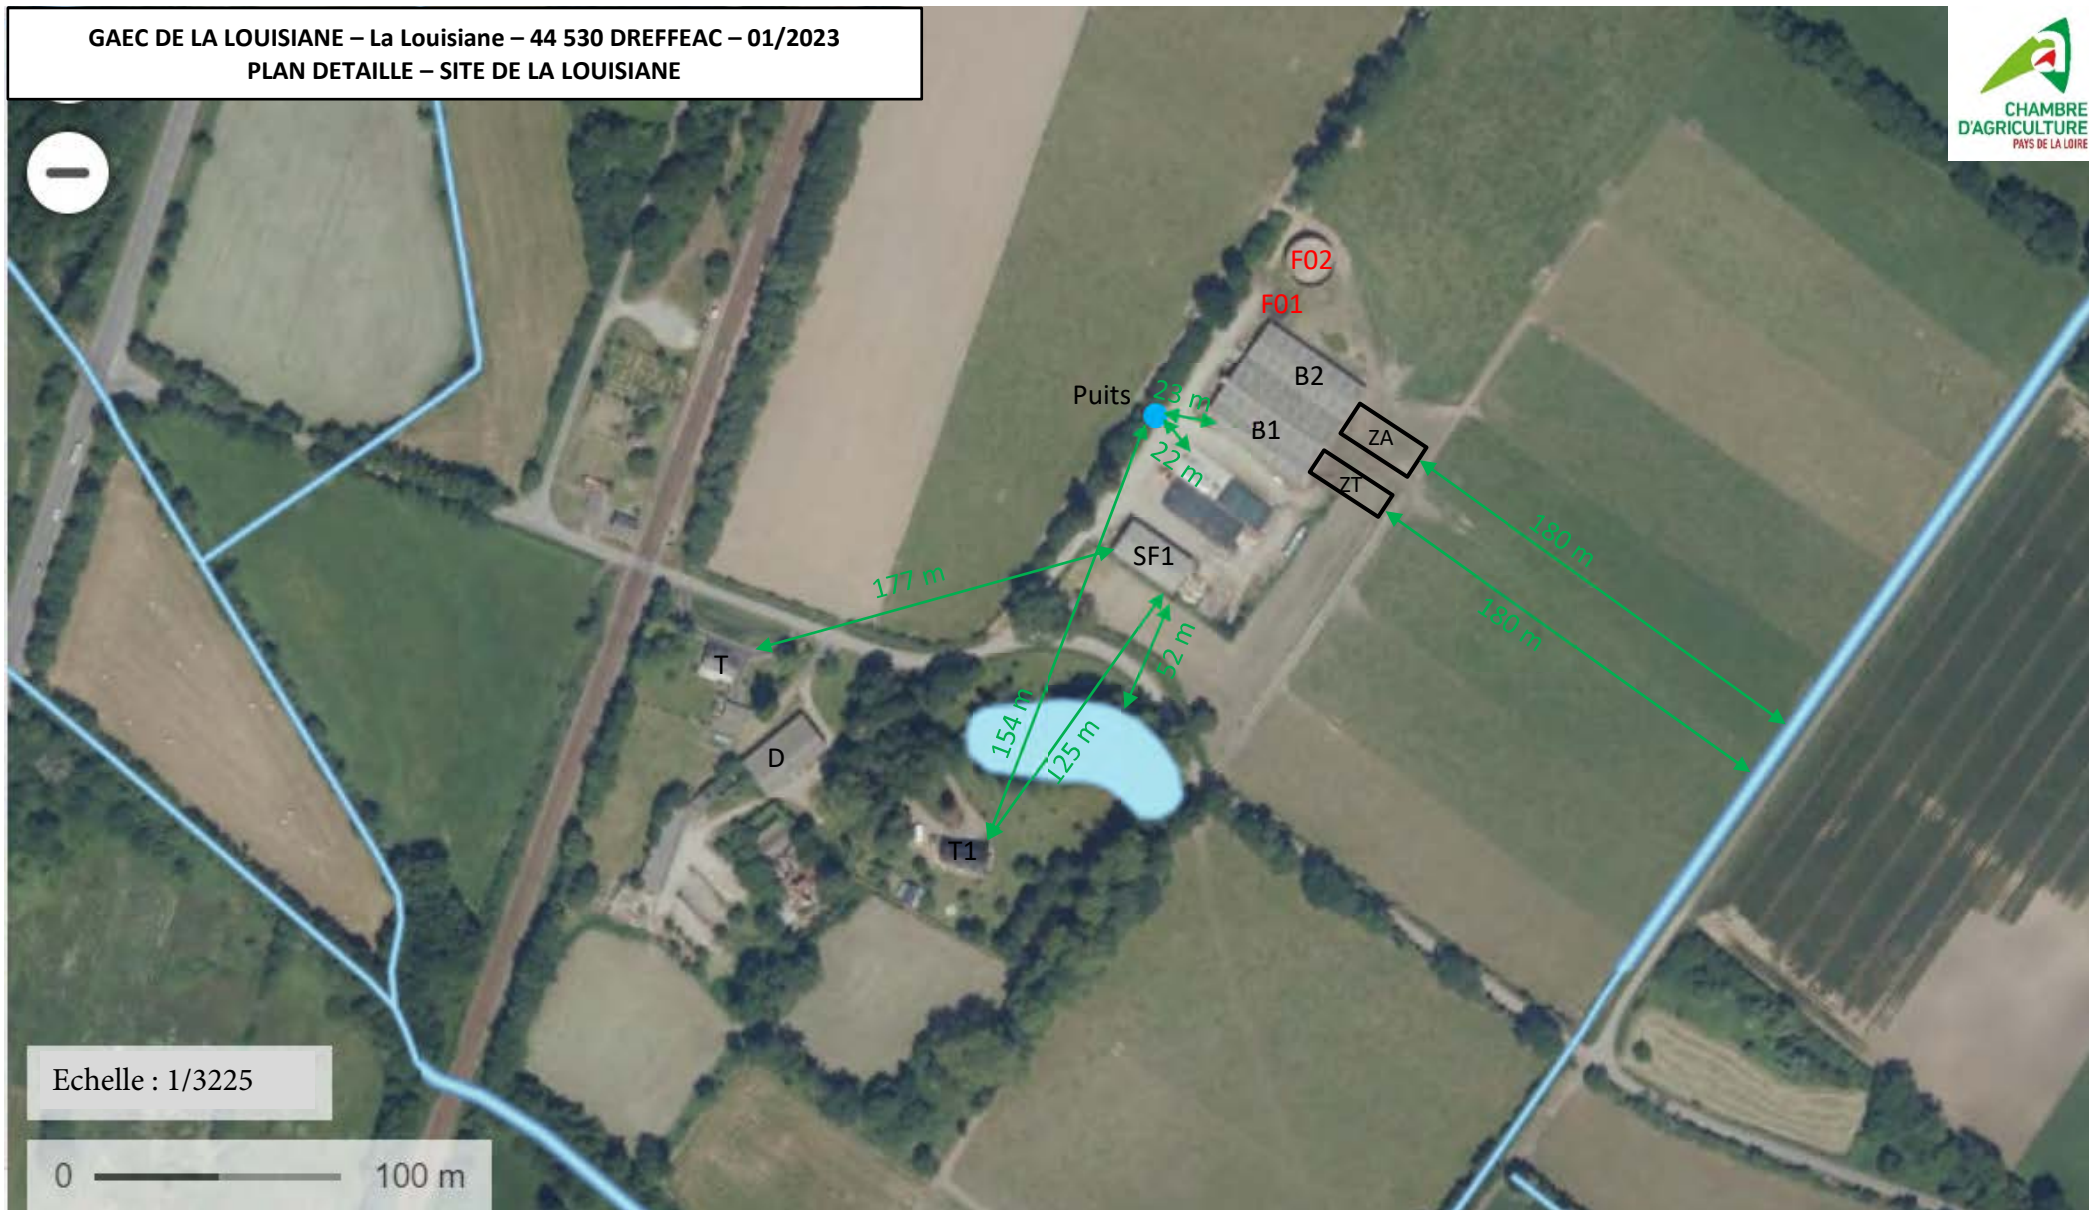 GAEC DE LA LOUISIANE – La Louisiane – 44 530 DREFFEAC – 01/2023
PLAN DETAILLE – SITE DE LA LOUISIANE
CHAMBRE
D'AGRICULTURE
PAYS DE LA LOIRE
F02
F01
B2
Puits
23 m
B1
ZA
22 m
ZT
180 m
SF1
177 m
180 m
52 m
T
154 m
125 m
D
T1
Echelle : 1/3225
0 100 m